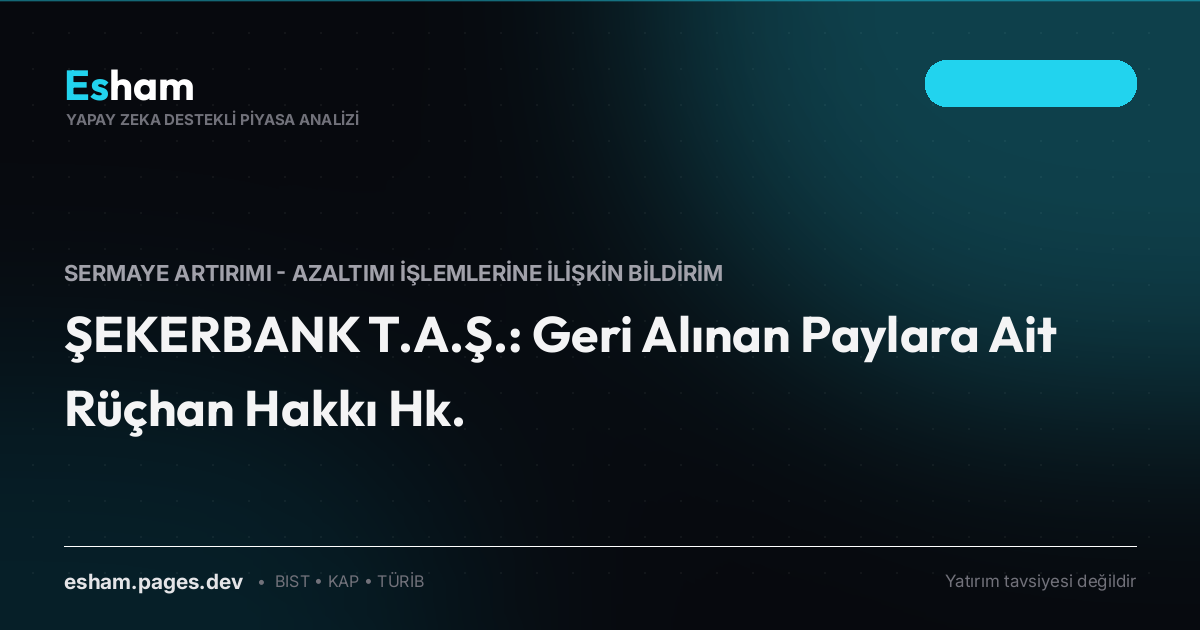 Esham
YAPAY ZEKA DESTEKLİ PİYASA ANALİZİ
SERMAYE ARTIRIMI - AZALTIMI İŞLEMLERİNE İLİŞKİN BİLDİRİM
ŞEKERBANK T.A.Ş.: Geri Alınan Paylara Ait
Rüçhan Hakkı Hk.
esham.pages.dev • BIST • KAP • TÜRİB
Yatırım tavsiyesi değildir